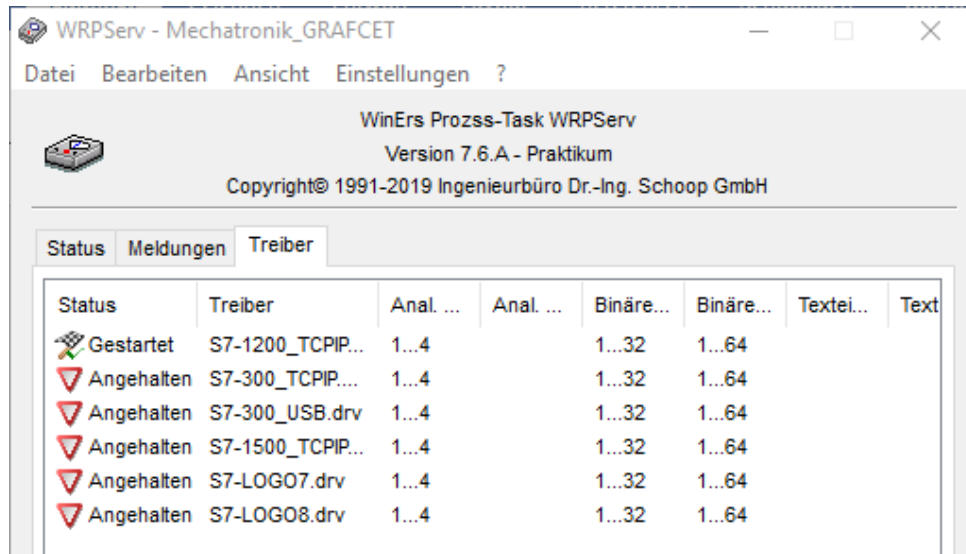 WRPServ - Mechatronik_GRAFCET
Datei Bearbeiten Ansicht Einstellungen ?
WinErs Prozss-Task WRPServ
Version 7.6.A - Praktikum
Copyright© 1991-2019 Ingenieurbüro Dr.-Ing. Schoop GmbH
Status Meldungen Treiber
Status Treiber Anal. ... Anal. ... Binäre... Binäre... Textei... Text
Gestartet S7-1200_TCPIP... 1...4 1...32 1...64
Angehalten S7-300_TCPIP.... 1...4 1...32 1...64
Angehalten S7-300_USB.drv 1...4 1...32 1...64
Angehalten S7-1500_TCPIP... 1...4 1...32 1...64
Angehalten S7-LOGO7.drv 1...4 1...32 1...64
Angehalten S7-LOGO8.drv 1...4 1...32 1...64